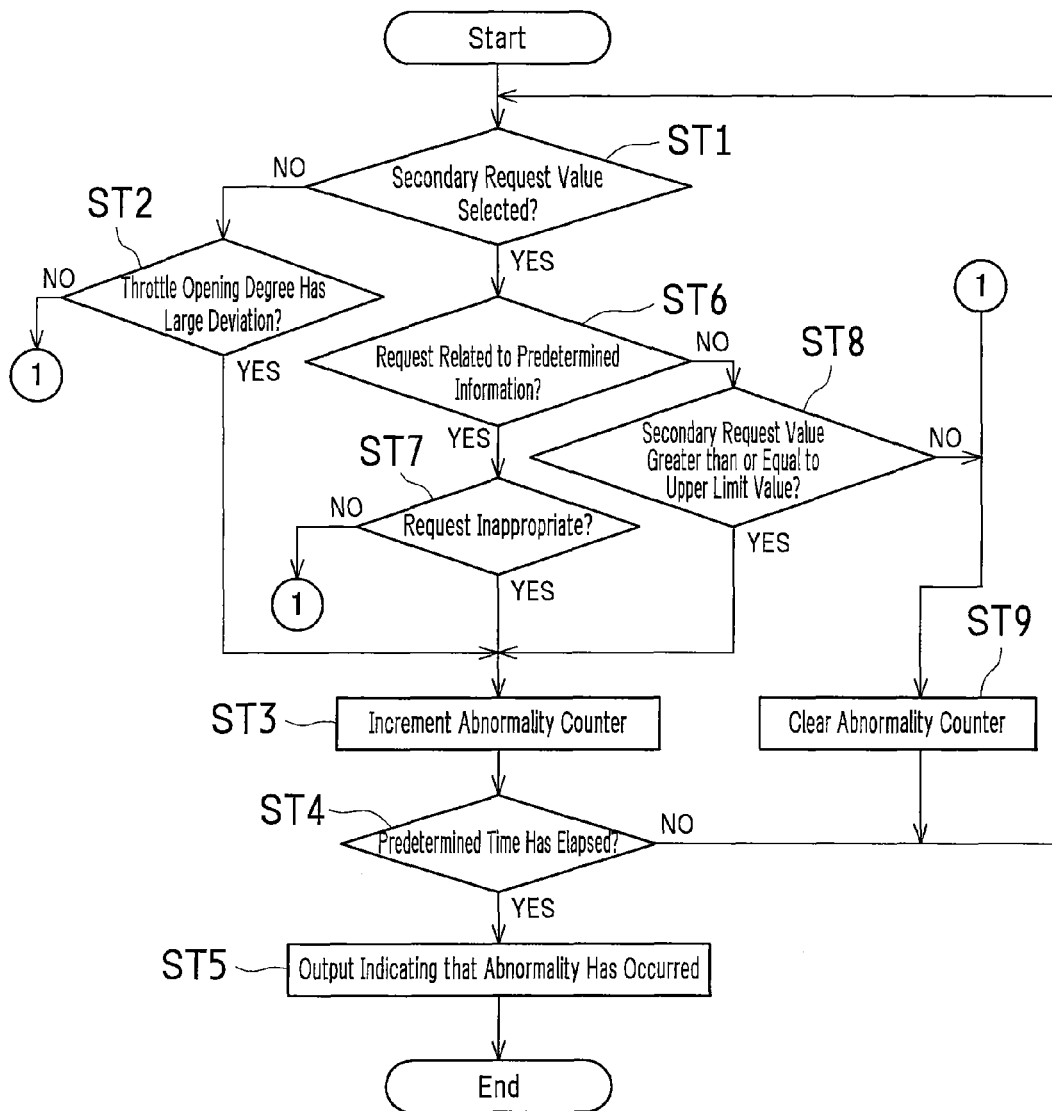 Start
ST1
NO
Secondary Request Value
Selected?
ST2
YES
NO
Throttle Opening Degree Has
Large Deviation?
1
ST6
1
Request Related to Predetermined
Information?
NO
ST8
YES
YES
ST7
Secondary Request Value
Greater than or Equal to
Upper Limit Value?
NO
NO
Request Inappropriate?
YES
YES
1
ST9
ST3
Increment Abnormality Counter
Clear Abnormality Counter
ST4
Predetermined Time Has Elapsed?
NO
YES
ST5
Output Indicating that Abnormality Has Occurred
End